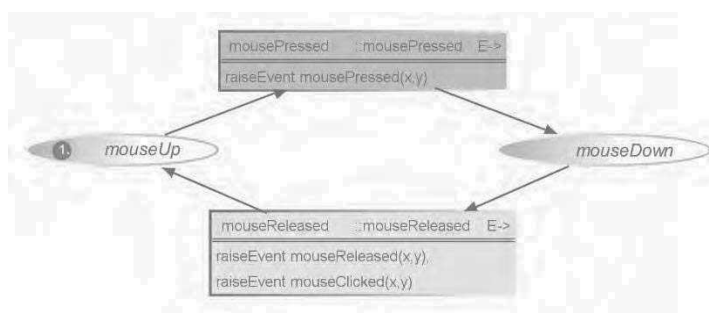 mousePressed ::mousePressed E->
raiseEvent mousePressed(x,y)
1. mouseUp
mouseDown
mouseReleased ::mouseReleased E->
raiseEvent mouseReleased(x,y),
raiseEvent mouseClicked(x,y)